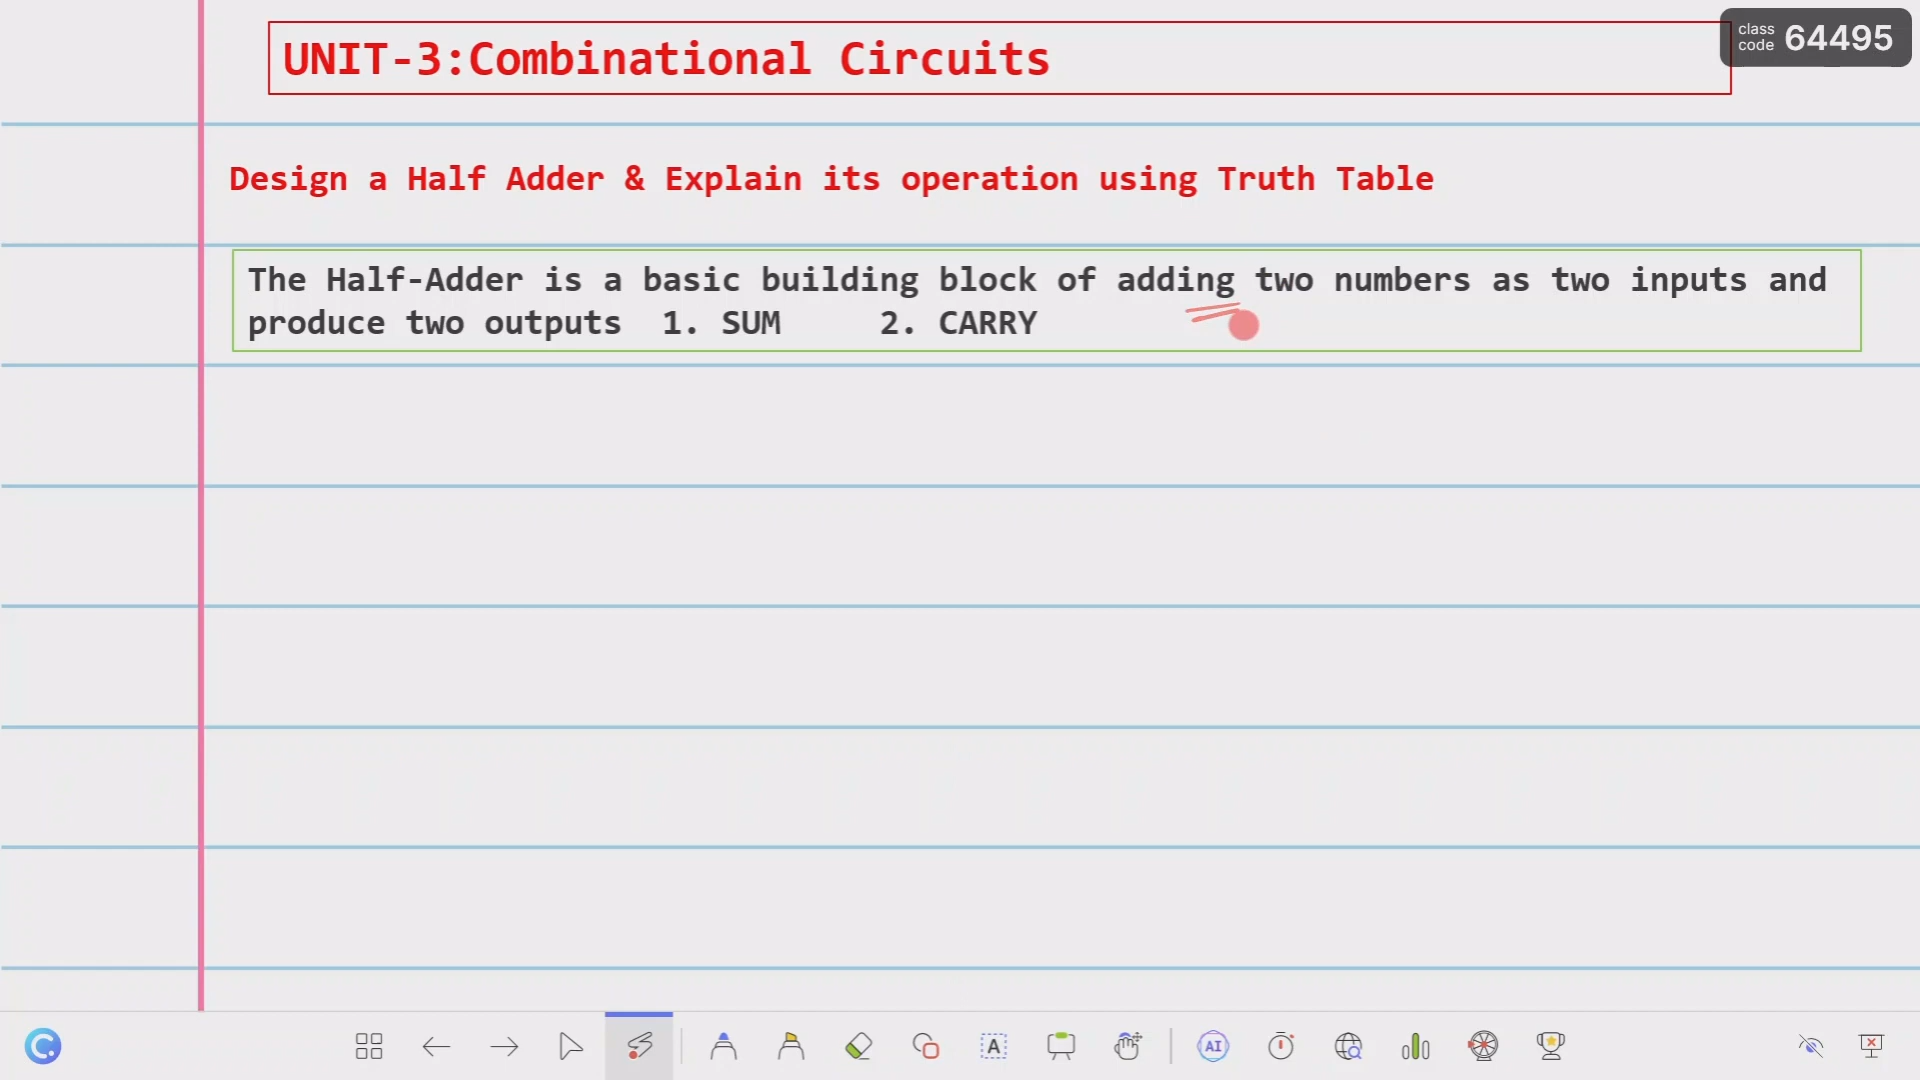 UNIT-3:Combinational Circuits
class code 64495
Design a Half Adder & Explain its operation using Truth Table
The Half-Adder is a basic building block of adding two numbers as two inputs and
produce two outputs 1. SUM 2. CARRY
A
AI